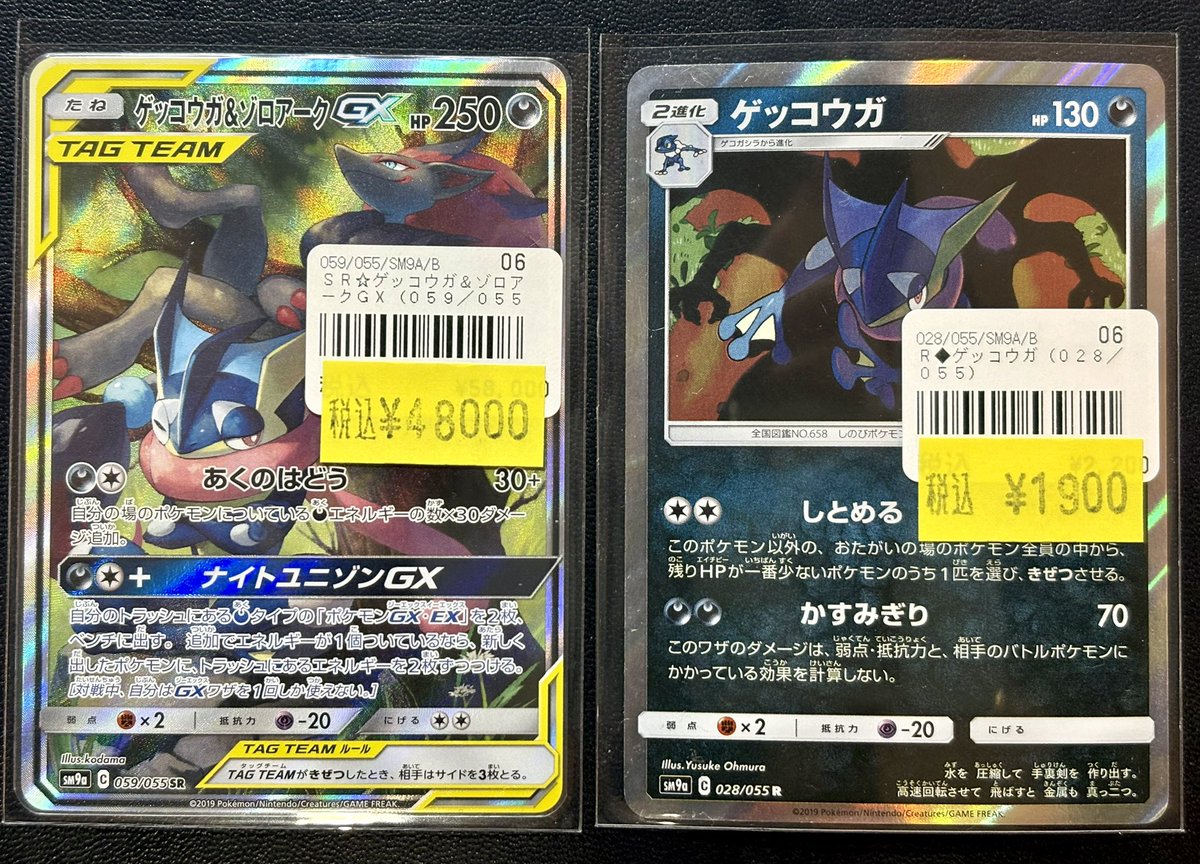 たね ゲッコウガ&ゾロアークGX HP250
TAG TEAM
059/055/SM9A/B 06
SR☆ゲッコウガ&ゾロア
ークGX(059/055
税込 ¥58,000
税込¥48000
あくのはどう 30+
自分の場のポケモンについているエネルギーの数×30ダメー
ジ追加。
+ ナイトユニゾンGX
自分のトラッシュにあるタイプの「ポケモンGX・EX」を2枚、
ベンチに出す。追加でエネルギーが1個ついているなら、新しく
出したポケモンに、トラッシュにあるエネルギーを2枚ずつつける。
[対戦中、自分はGXワザを1回しか使えない。]
弱点 ×2 抵抗力 -20 にげる
TAG TEAM ルール
TAG TEAMがきぜつしたとき、相手はサイドを3枚とる。
Illus.kodama
sm9a C 059/055 SR
©2019 Pokémon/Nintendo/Creatures/GAME FREAK.
2進化 ゲッコウガ HP 130
ゲコガシラから進化
028/055/SM9A/B 06
R◆ゲッコウガ(028/
055)
全国図鑑NO.658 しのびポケモン
¥2,200
税込 ¥1900
しとめる
このポケモン以外の、おたがいの場のポケモン全員の中から、
残りHPが一番少ないポケモンのうち1匹を選び、きぜつさせる。
かすみぎり 70
このワザのダメージは、弱点・抵抗力と、相手のバトルポケモンに
かかっている効果を計算しない。
弱点 ×2 抵抗力 -20 にげる
Illus.Yusuke Ohmura
sm9a C 028/055 R
水を 圧縮して 手裏剣を 作り出す。
高速回転させて 飛ばすと 金属も 真っ二つ。
©2019 Pokémon/Nintendo/Creatures/GAME FREAK.